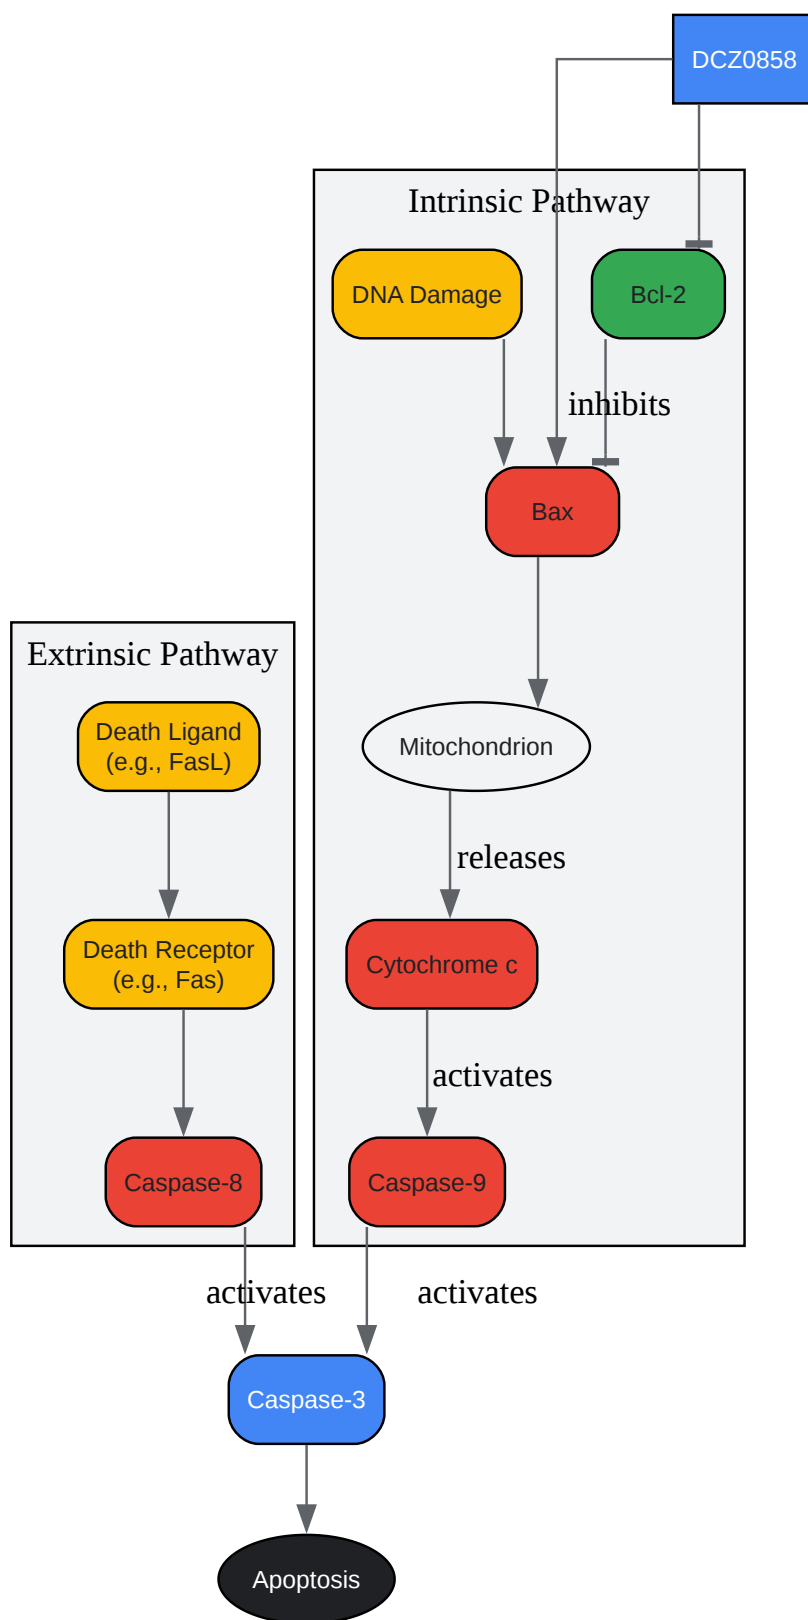 DCZ0858
Intrinsic Pathway
DNA Damage
Bcl-2
inhibits
Bax
Extrinsic Pathway
Death Ligand
(e.g., FasL)
Mitochondrion
releases
Death Receptor
(e.g., Fas)
Cytochrome c
activates
Caspase-8
Caspase-9
activates
activates
Caspase-3
Apoptosis